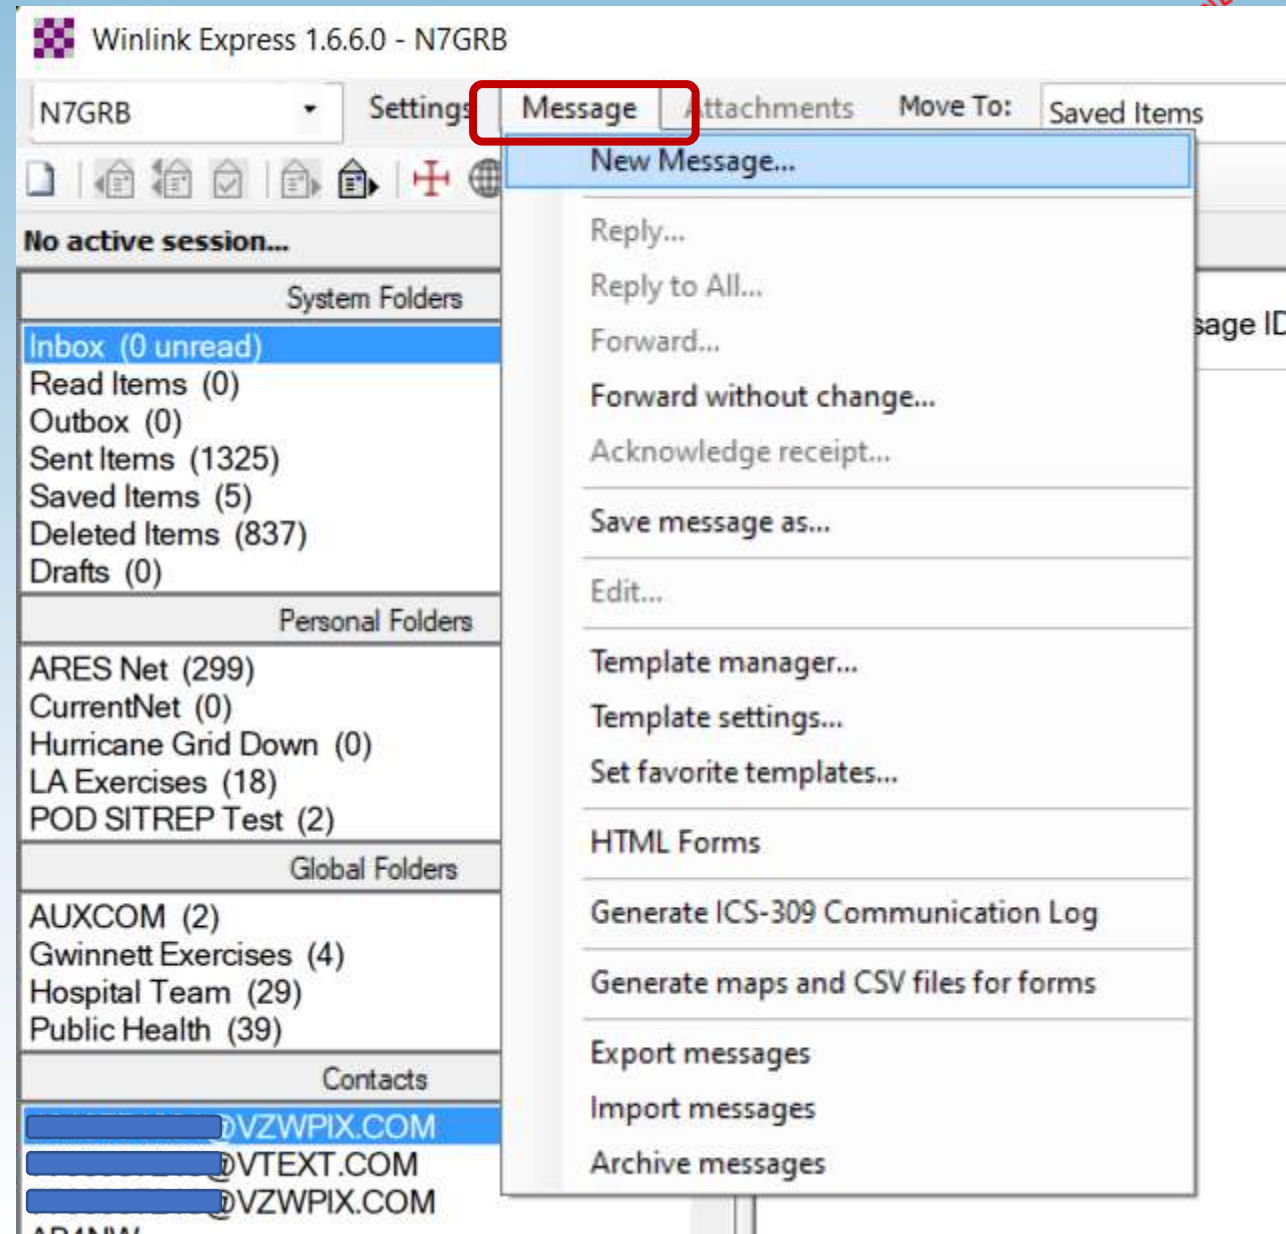 Winlink Express 1.6.6.0 - N7GRB
N7GRB Settings Message Attachments Move To: Saved Items
New Message...
Reply...
Reply to All...
Forward...
Forward without change...
Acknowledge receipt...
Save message as...
Edit...
Template manager...
Template settings...
Set favorite templates...
HTML Forms
Generate ICS-309 Communication Log
Generate maps and CSV files for forms
Export messages
Import messages
Archive messages
No active session...
System Folders
Inbox (0 unread)
Read Items (0)
Outbox (0)
Sent Items (1325)
Saved Items (5)
Deleted Items (837)
Drafts (0)
Personal Folders
ARES Net (299)
CurrentNet (0)
Hurricane Grid Down (0)
LA Exercises (18)
POD SITREP Test (2)
Global Folders
AUXCOM (2)
Gwinnett Exercises (4)
Hospital Team (29)
Public Health (39)
Contacts
@VZWPIX.COM
@VTEXT.COM
@VZWPIX.COM
sage ID